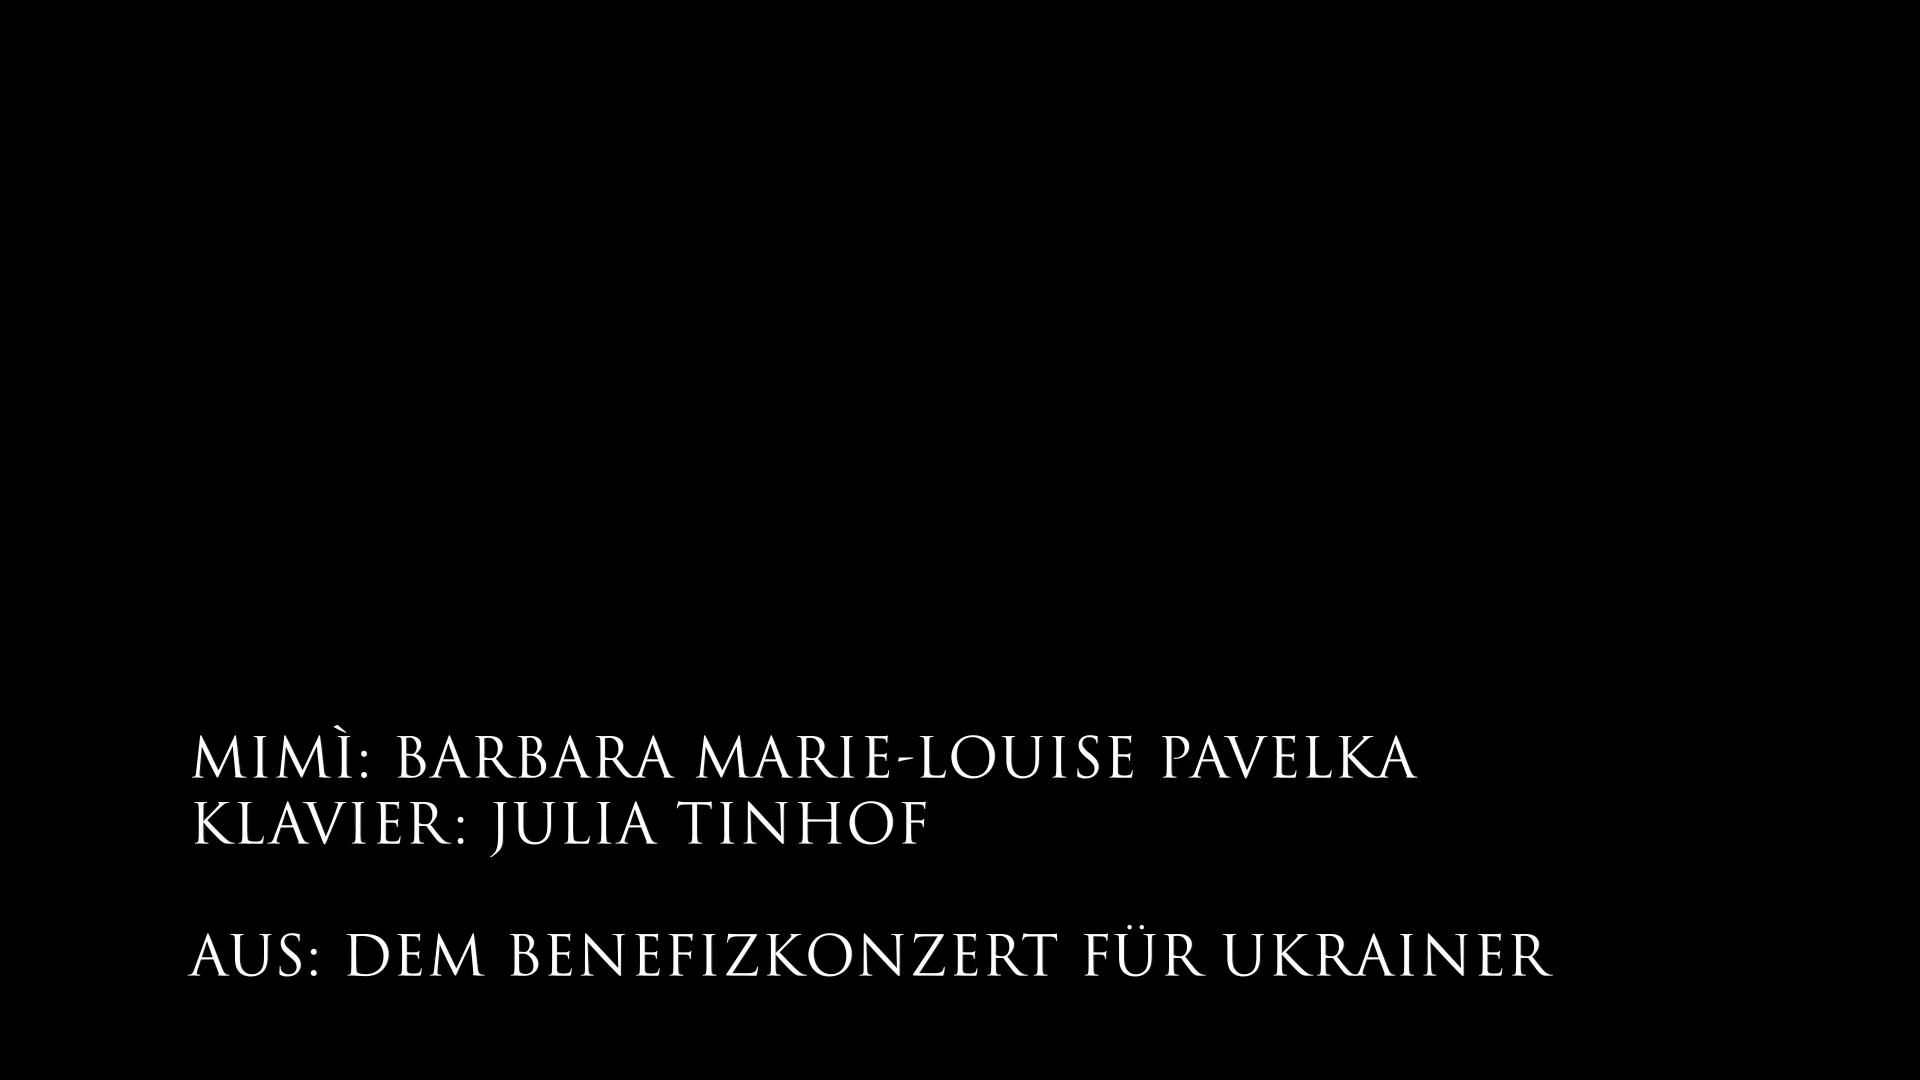 MIMÌ: BARBARA MARIE-LOUISE PAVELKA
KLAVIER: JULIA TINHOF
AUS: DEM BENEFIZKONZERT FÜR UKRAINER